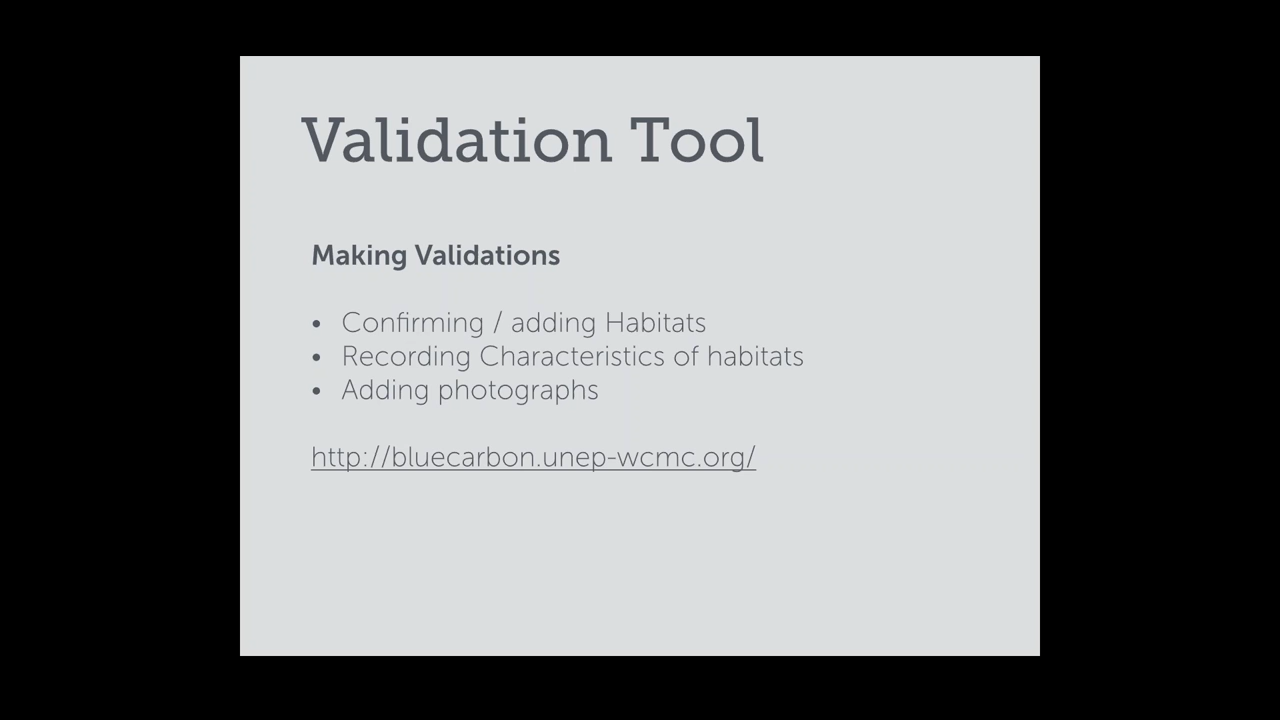 Validation Tool
Making Validations
• Confirming / adding Habitats
• Recording Characteristics of habitats
• Adding photographs
http://bluecarbon.unep-wcmc.org/